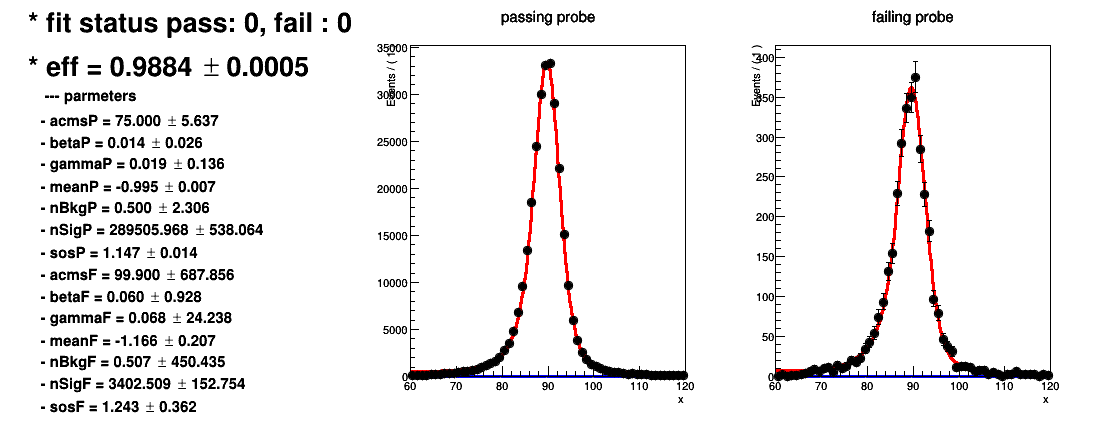 * fit status pass: 0, fail : 0
* eff = 0.9884 ± 0.0005
--- parmeters
- acmsP = 75.000 ± 5.637
- betaP = 0.014 ± 0.026
- gammaP = 0.019 ± 0.136
- meanP = -0.995 ± 0.007
- nBkgP = 0.500 ± 2.306
- nSigP = 289505.968 ± 538.064
- sosP = 1.147 ± 0.014
- acmsF = 99.900 ± 687.856
- betaF = 0.060 ± 0.928
- gammaF = 0.068 ± 24.238
- meanF = -1.166 ± 0.207
- nBkgF = 0.507 ± 450.435
- nSigF = 3402.509 ± 152.754
- sosF = 1.243 ± 0.362
passing probe
Events / ( 1 )
35000
30000
25000
20000
15000
10000
5000
0
60 70 80 90 100 110 120
x
failing probe
Events / ( 1 )
400
350
300
250
200
150
100
50
0
60 70 80 90 100 110 120
x